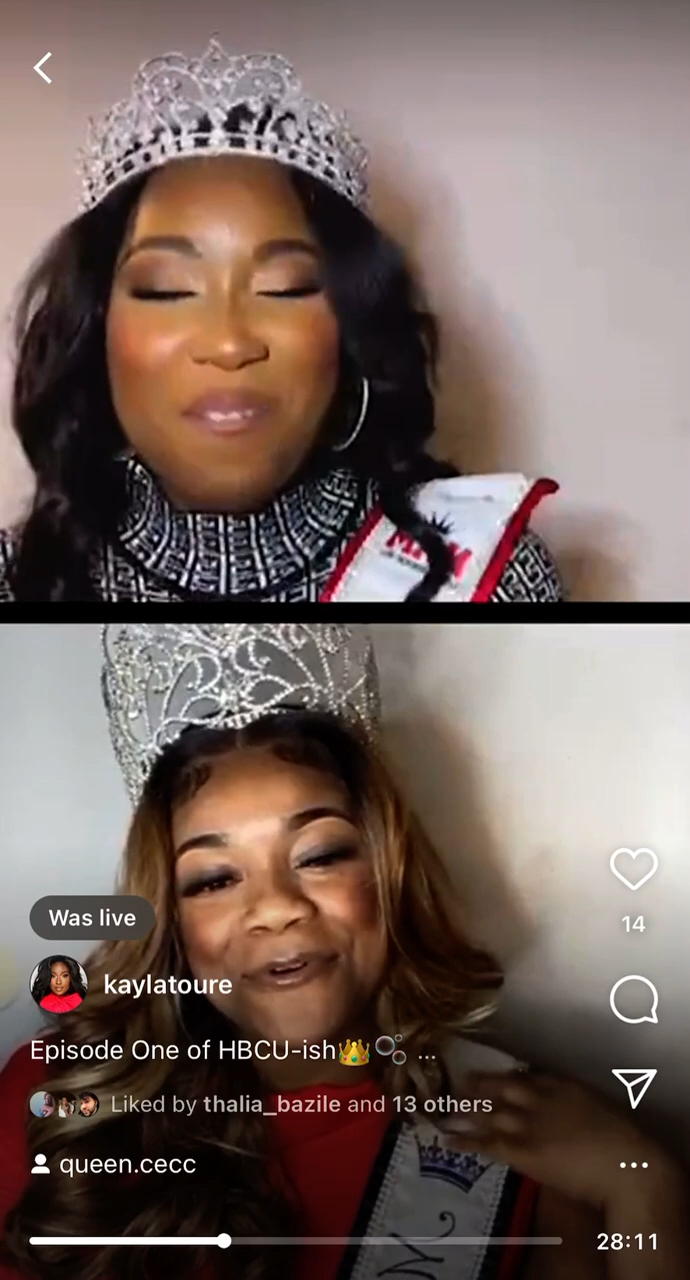 Was live
kaylatoure
Episode One of HBCU-ish👑🫧 ...
Liked by thalia_bazile and 13 others
queen.cecc
14
28:11